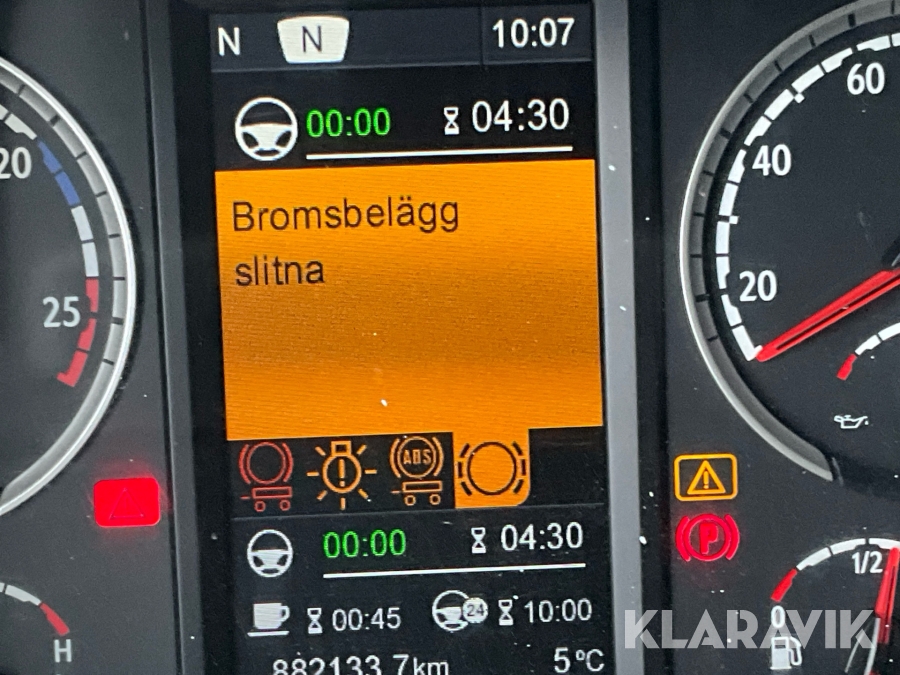 N N 10:07
00:00 04:30
60
20
40
Bromsbelägg
slitna
20
25
ABS
P
00:00 04:30
1/2
00:45 24 10:00
0
KLARAVIK
H
882133.7km 5°C